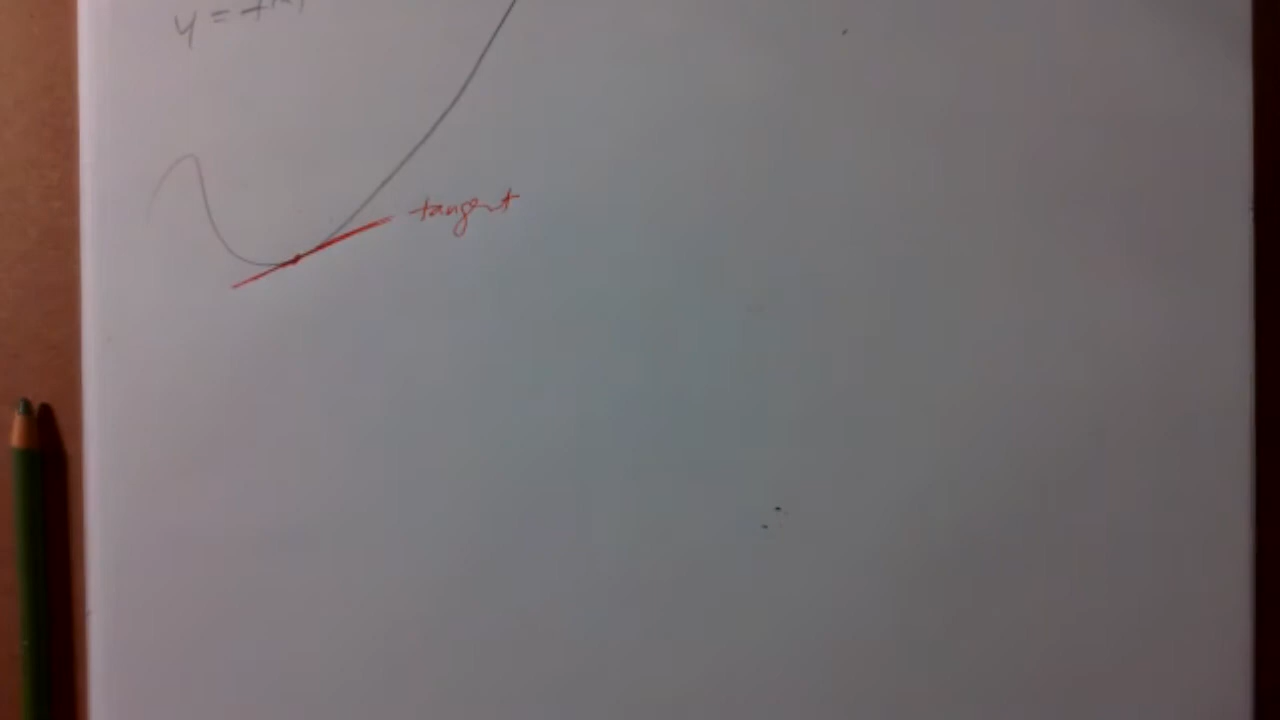 y =
tangent